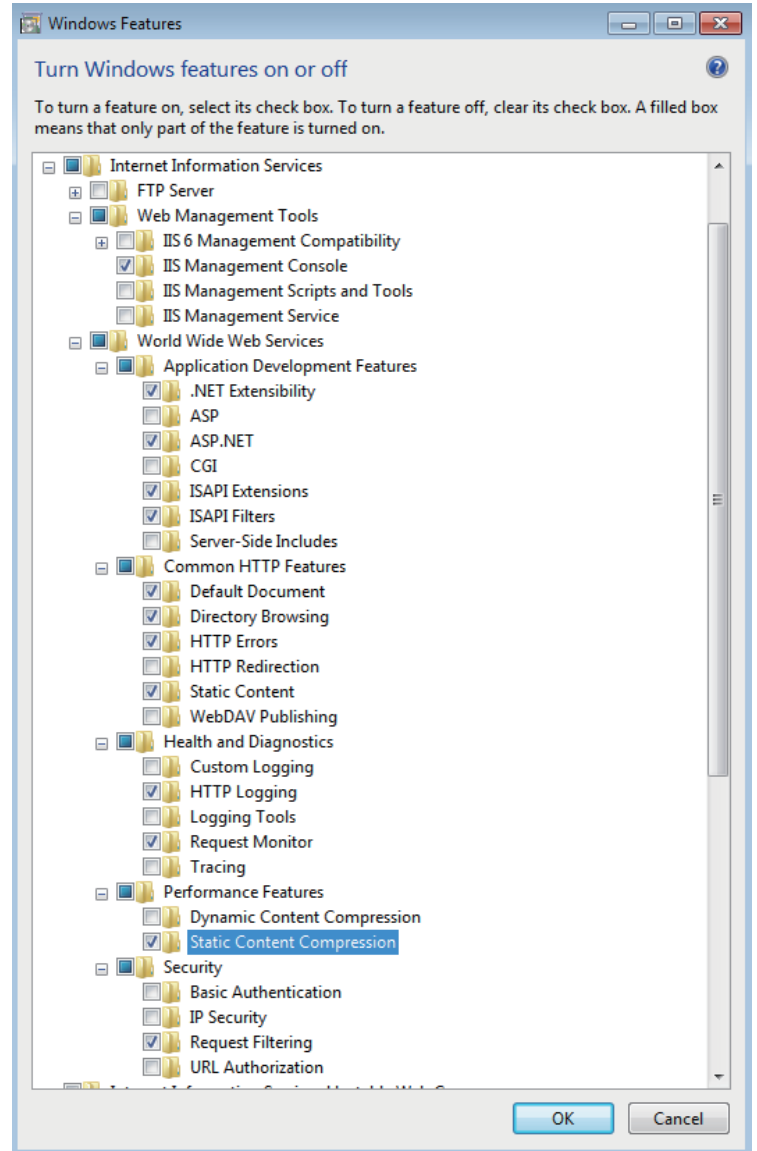 Windows Features
Turn Windows features on or off
To turn a feature on, select its check box. To turn a feature off, clear its check box. A filled box
means that only part of the feature is turned on.
Internet Information Services
FTP Server
Web Management Tools
IIS 6 Management Compatibility
IIS Management Console
IIS Management Scripts and Tools
IIS Management Service
World Wide Web Services
Application Development Features
.NET Extensibility
ASP
ASP.NET
CGI
ISAPI Extensions
ISAPI Filters
Server-Side Includes
Common HTTP Features
Default Document
Directory Browsing
HTTP Errors
HTTP Redirection
Static Content
WebDAV Publishing
Health and Diagnostics
Custom Logging
HTTP Logging
Logging Tools
Request Monitor
Tracing
Performance Features
Dynamic Content Compression
Static Content Compression
Security
Basic Authentication
IP Security
Request Filtering
URL Authorization
OK Cancel